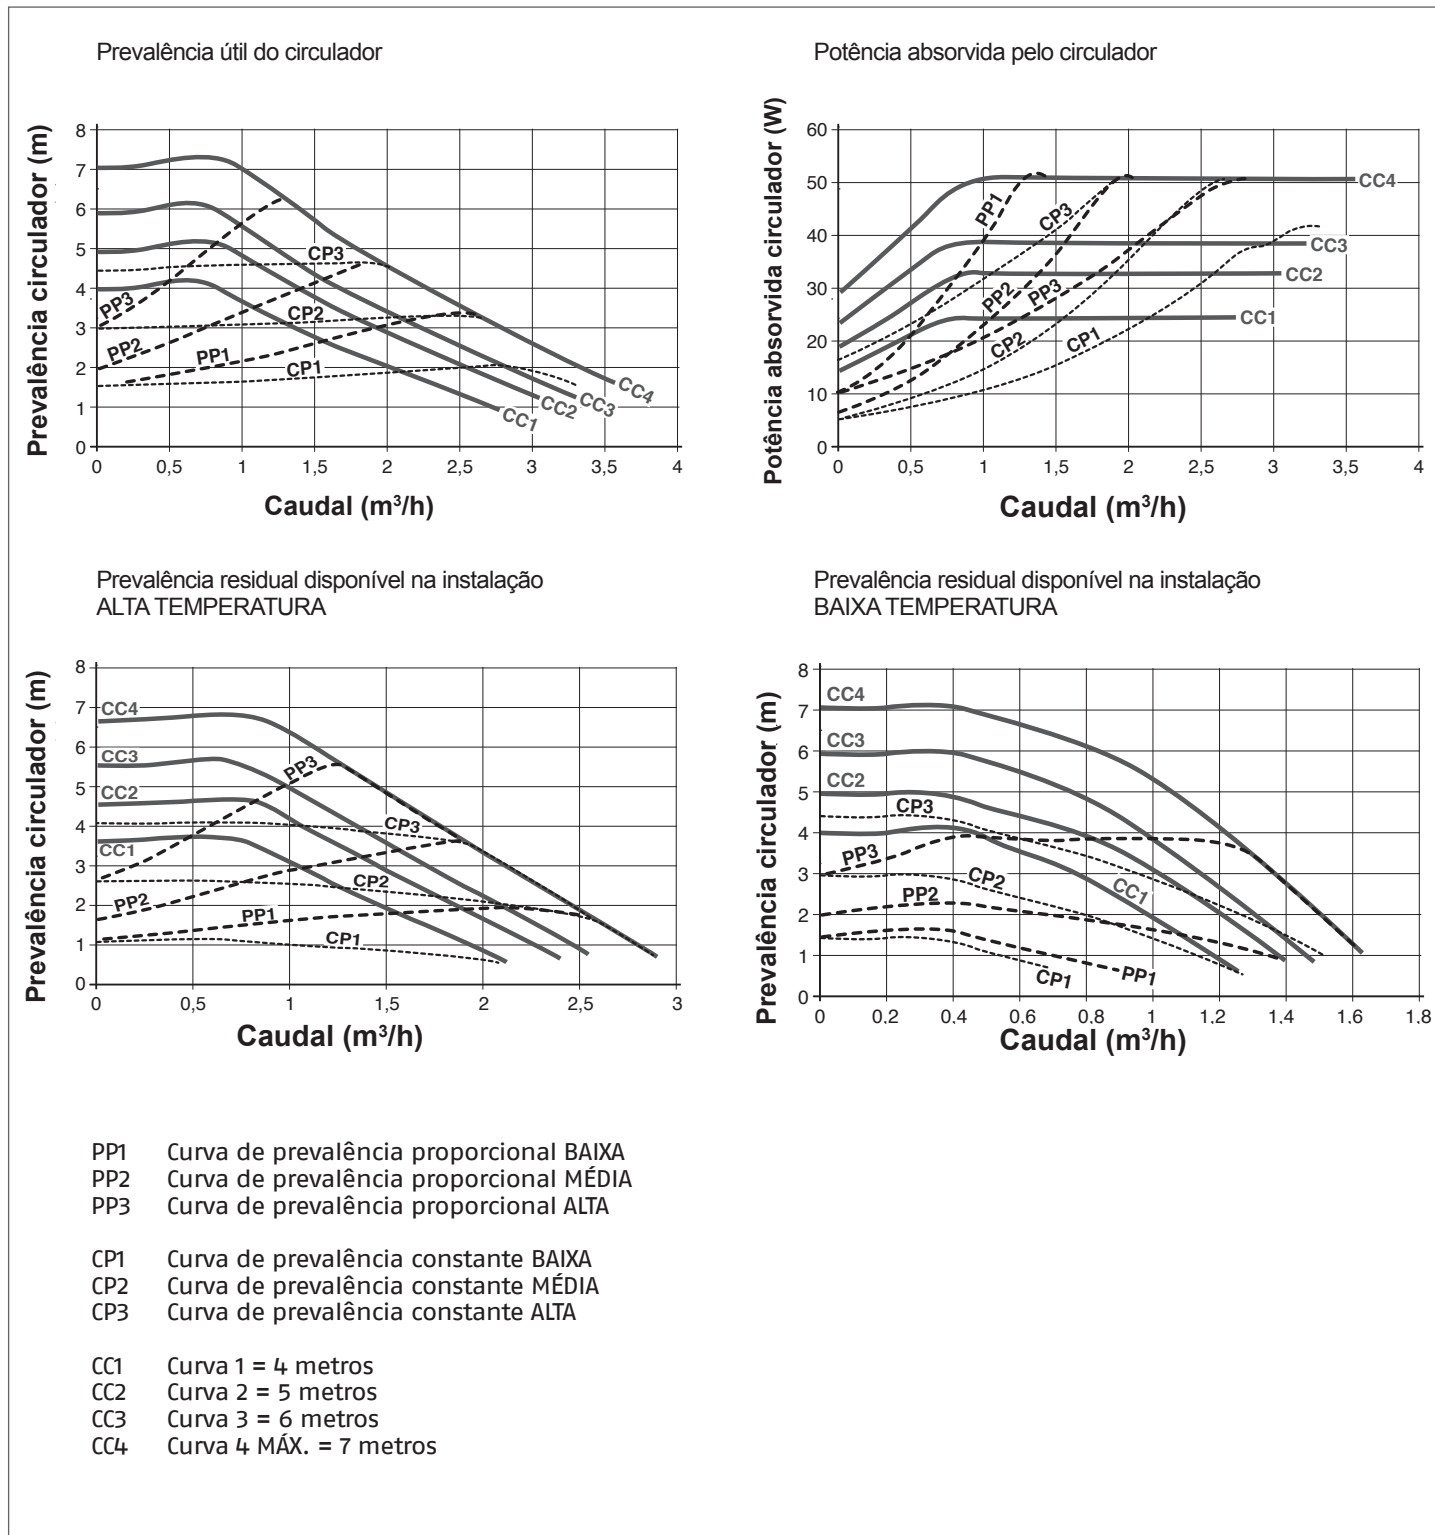 Prevalência útil do circulador
Prevalência circulador (m)
8
7
6
5
4
3
2
1
0
0 0,5 1 1,5 2 2,5 3 3,5 4
Caudal (m³/h)
PP3
PP2
PP1
CP3
CP2
CP1
CC4
CC3
CC2
CC1
Potência absorvida pelo circulador
Potência absorvida circulador (W)
60
50
40
30
20
10
0
0 0,5 1 1,5 2 2,5 3 3,5 4
Caudal (m³/h)
PP1
CP3
PP2
PP3
CP2
CP1
CC4
CC3
CC2
CC1
Prevalência residual disponível na instalação
ALTA TEMPERATURA
Prevalência circulador (m)
8
7
6
5
4
3
2
1
0
0 0,5 1 1,5 2 2,5 3
Caudal (m³/h)
CC4
CC3
CC2
CC1
PP3
CP3
PP2
CP2
PP1
CP1
Prevalência residual disponível na instalação
BAIXA TEMPERATURA
Prevalência circulador (m)
8
7
6
5
4
3
2
1
0
0 0,2 0,4 0,6 0,8 1 1,2 1,4 1,6 1,8
Caudal (m³/h)
CC4
CC3
CC2
CP3
PP3
CP2
PP2
CC1
CP1
PP1
PP1 Curva de prevalência proporcional BAIXA
PP2 Curva de prevalência proporcional MÉDIA
PP3 Curva de prevalência proporcional ALTA
CP1 Curva de prevalência constante BAIXA
CP2 Curva de prevalência constante MÉDIA
CP3 Curva de prevalência constante ALTA
CC1 Curva 1 = 4 metros
CC2 Curva 2 = 5 metros
CC3 Curva 3 = 6 metros
CC4 Curva 4 MÁX. = 7 metros